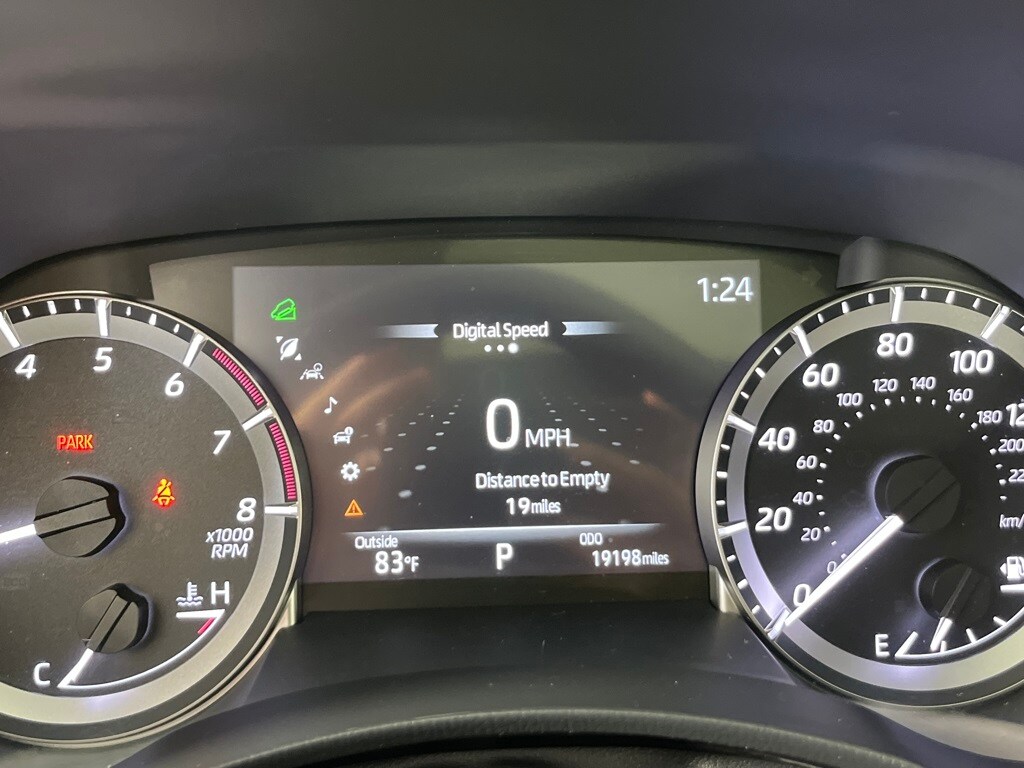 1:24
Digital Speed
0 MPH
Distance to Empty
19 miles
Outside
83°F
P
ODO
19198 miles
4
5
6
7
8
x1000
RPM
PARK
H
C
0
20
40
60
80
100
0
20
40
60
80
100
120
140
160
180
E